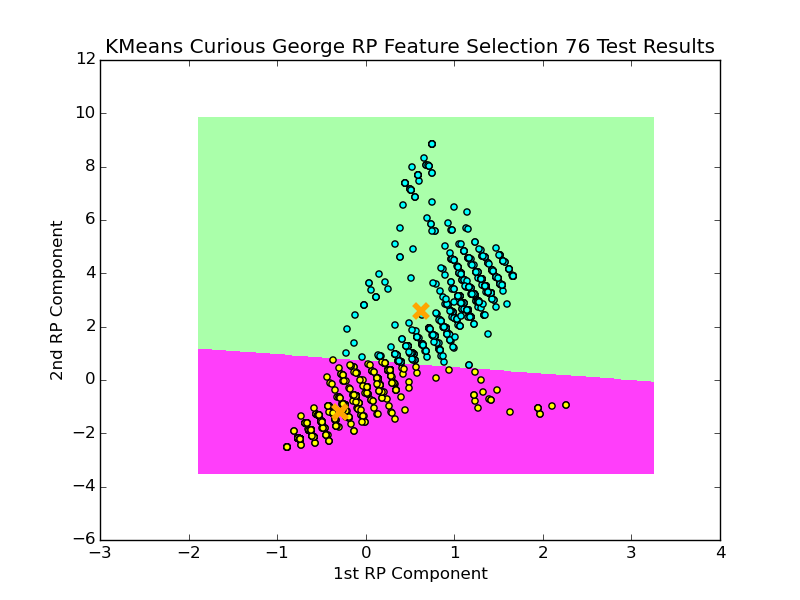 KMeans Curious George RP Feature Selection 76 Test Results
12
10
8
6
4
2
0
−2
−4
−6
2nd RP Component
−3 −2 −1 0 1 2 3 4
1st RP Component